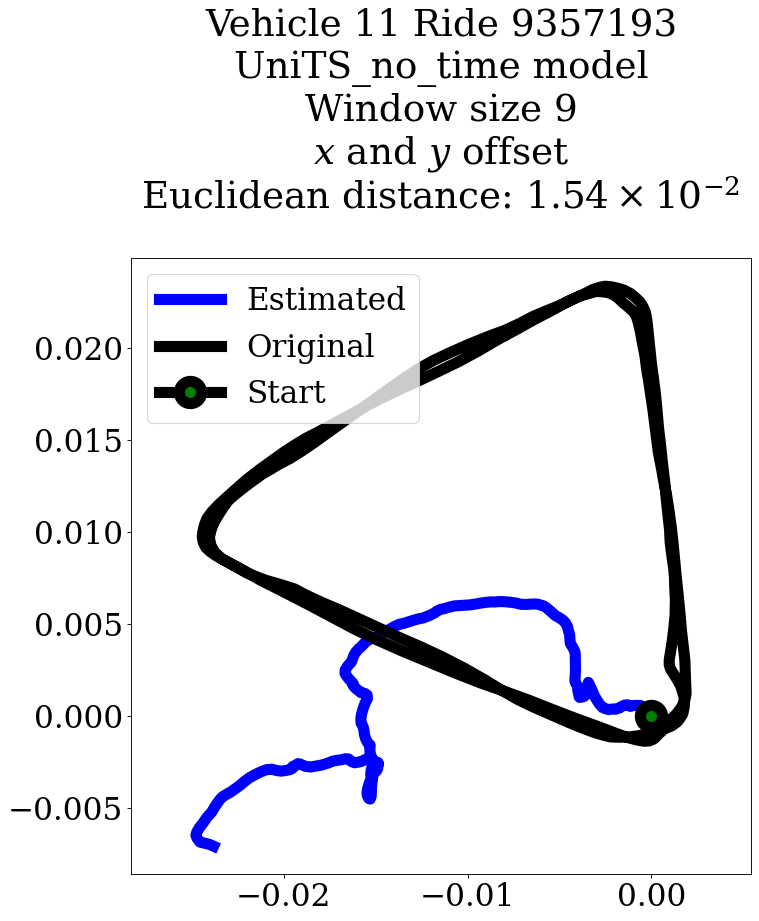 Vehicle 11 Ride 9357193
UniTS_no_time model
Window size 9
x and y offset
Euclidean distance: 1.54 × 10⁻²
Estimated
Original
Start
0.020
0.015
0.010
0.005
0.000
−0.005
−0.02 −0.01 0.00